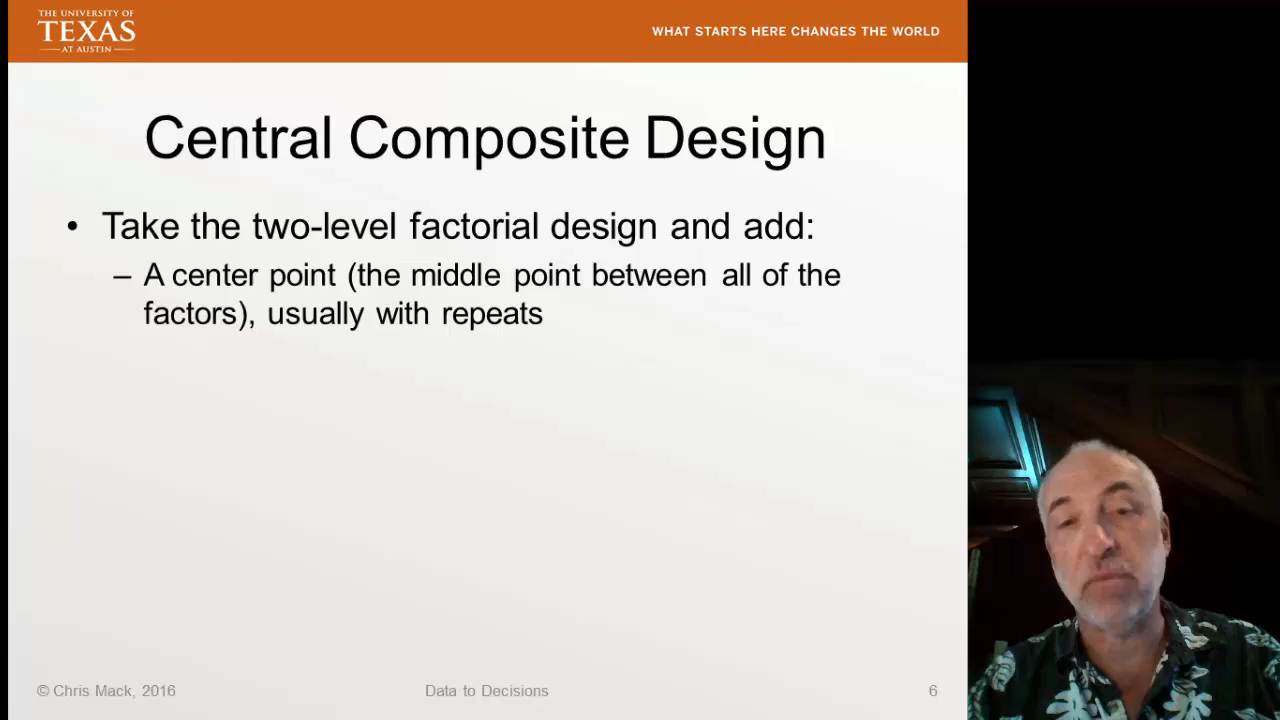 THE UNIVERSITY OF
TEXAS
AT AUSTIN
WHAT STARTS HERE CHANGES THE WORLD
Central Composite Design
• Take the two-level factorial design and add:
– A center point (the middle point between all of the
factors), usually with repeats
© Chris Mack, 2016
Data to Decisions
6